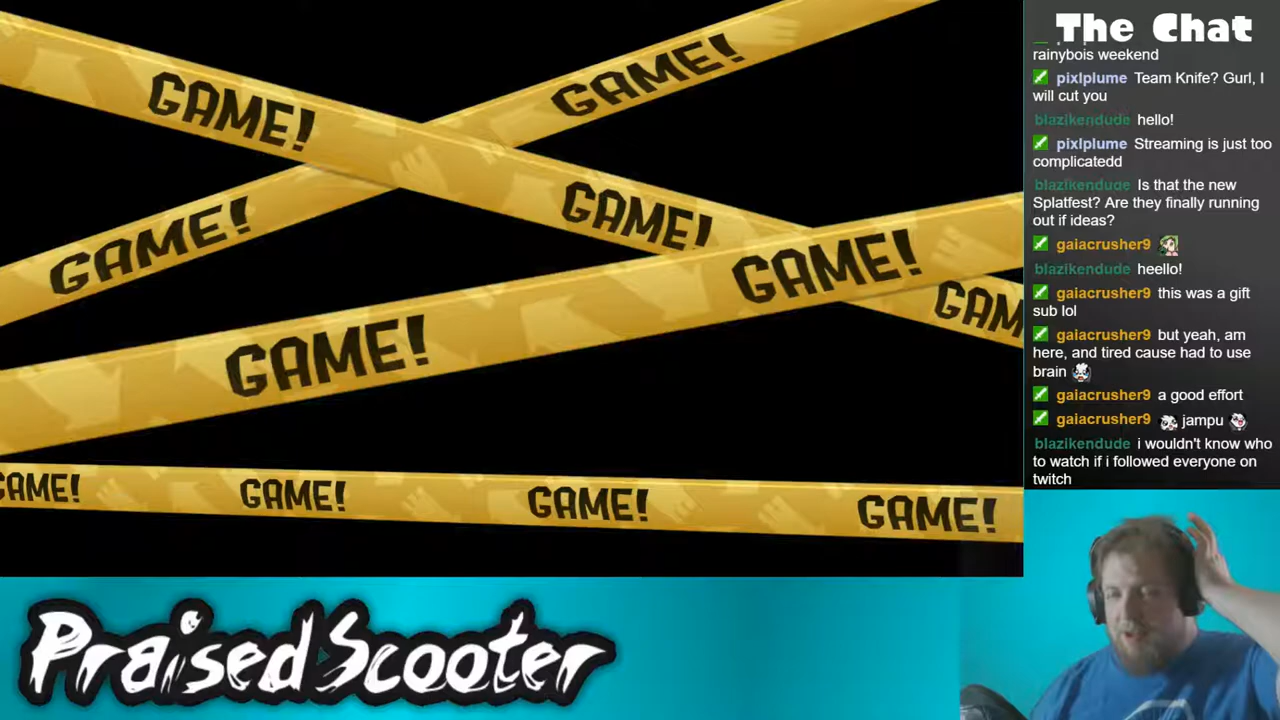 GAME!
GAME!
GAME!
GAME!
GAME!
GAM
GAME!
GAME!
GAME!
GAME!
GAME!
PraisedScooter
The Chat
rainybois weekend
pixlplume Team Knife? Gurl, I
will cut you
blazikendude hello!
pixlplume Streaming is just too
complicatedd
blazikendude Is that the new
Splatfest? Are they finally running
out if ideas?
gaiacrusher9
blazikendude heello!
gaiacrusher9 this was a gift
sub lol
gaiacrusher9 but yeah, am
here, and tired cause had to use
brain
gaiacrusher9 a good effort
gaiacrusher9 jampu
blazikendude i wouldn't know who
to watch if i followed everyone on
twitch